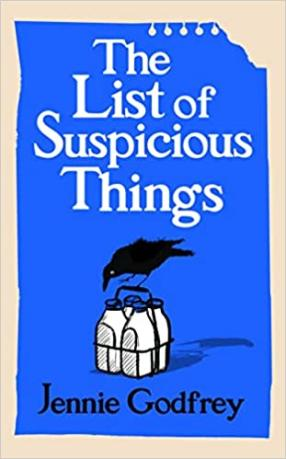 The
List of
Suspicious
Things
Jennie Godfrey